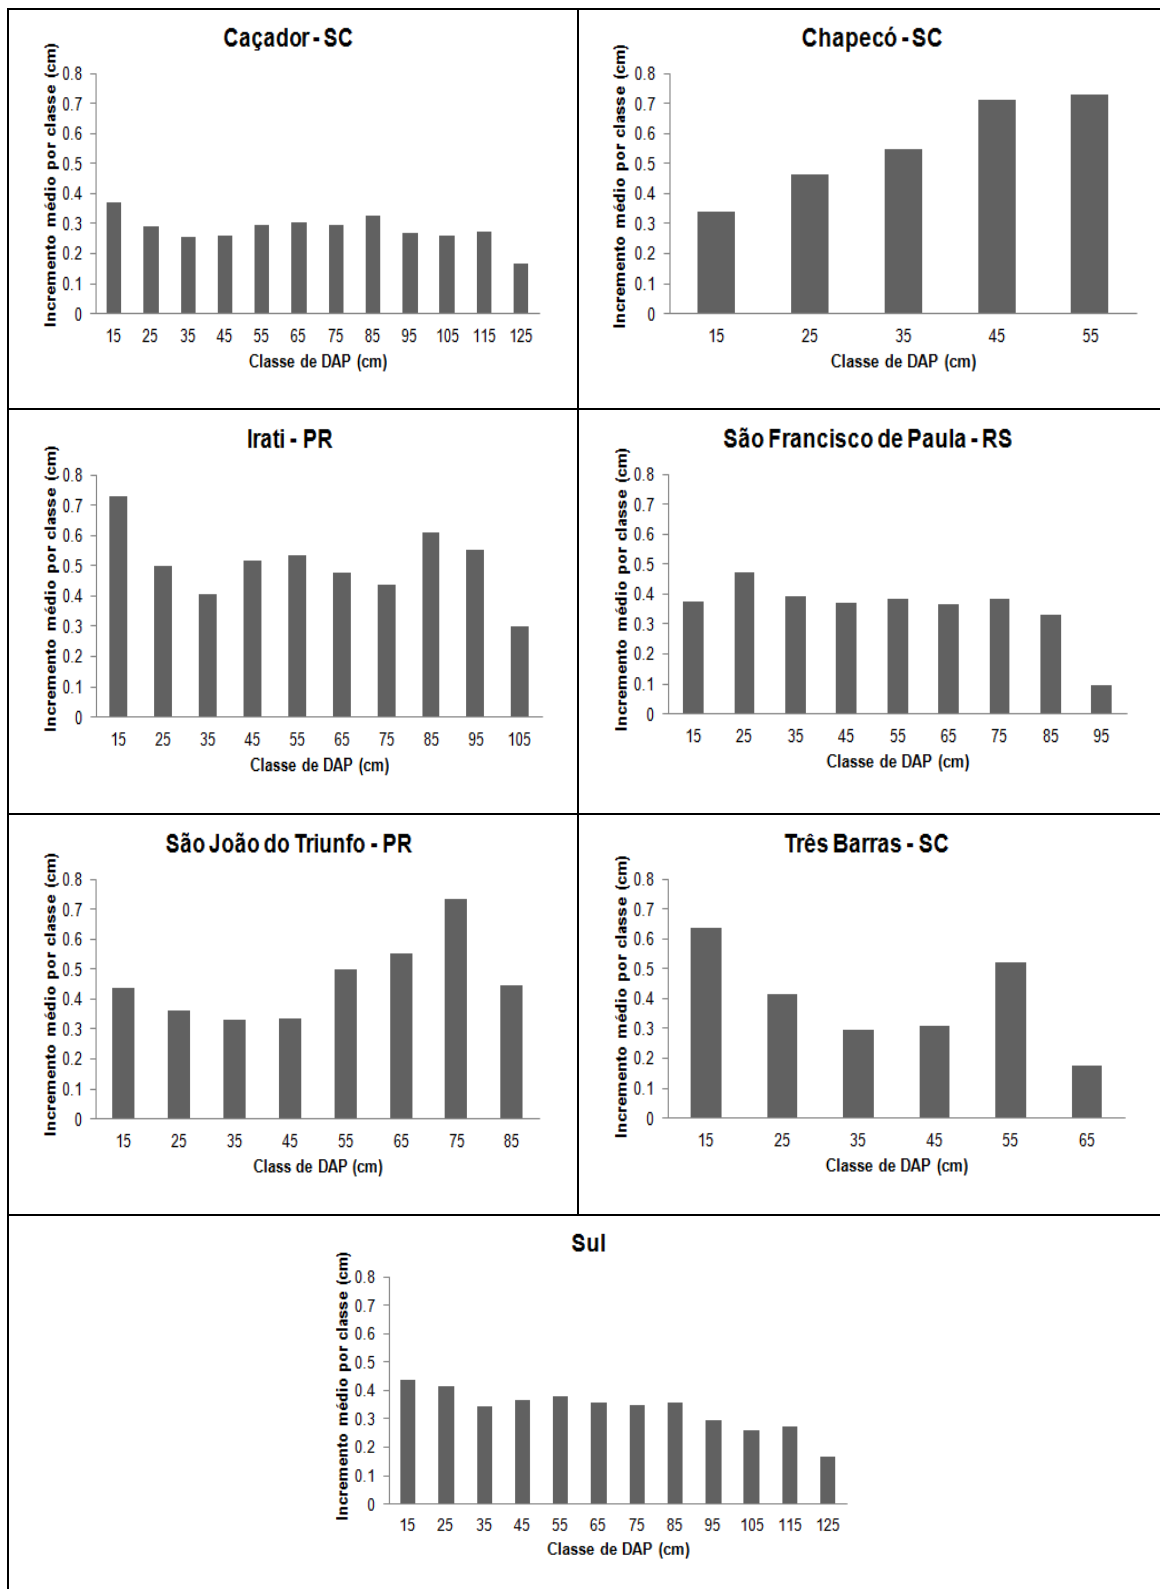 Caçador - SC
Incremento médio por classe (cm)
0.8
0.7
0.6
0.5
0.4
0.3
0.2
0.1
0
15 25 35 45 55 65 75 85 95 105 115 125
Classe de DAP (cm)
Chapecó - SC
Incremento médio por classe (cm)
0.8
0.7
0.6
0.5
0.4
0.3
0.2
0.1
0
15 25 35 45 55
Classe de DAP (cm)
Irati - PR
Incremento médio por classe (cm)
0.8
0.7
0.6
0.5
0.4
0.3
0.2
0.1
0
15 25 35 45 55 65 75 85 95 105
Classe de DAP (cm)
São Francisco de Paula - RS
Incremento médio por classe (cm)
0.8
0.7
0.6
0.5
0.4
0.3
0.2
0.1
0
15 25 35 45 55 65 75 85 95
Classe de DAP (cm)
São João do Triunfo - PR
Incremento médio por classe (cm)
0.8
0.7
0.6
0.5
0.4
0.3
0.2
0.1
0
15 25 35 45 55 65 75 85
Class de DAP (cm)
Três Barras - SC
Incremento médio por classe (cm)
0.8
0.7
0.6
0.5
0.4
0.3
0.2
0.1
0
15 25 35 45 55 65
Classe de DAP (cm)
Sul
Incremento médio por classe (cm)
0.8
0.7
0.6
0.5
0.4
0.3
0.2
0.1
0
15 25 35 45 55 65 75 85 95 105 115 125
Classe de DAP (cm)